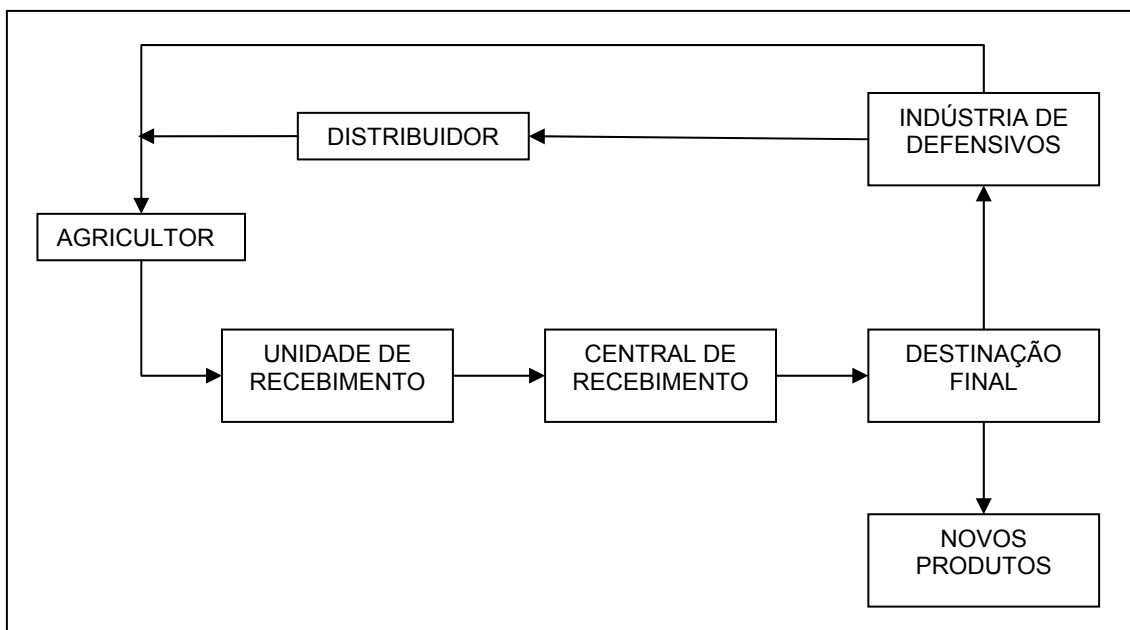 INDÚSTRIA DE
DEFENSIVOS
DISTRIBUIDOR
AGRICULTOR
UNIDADE DE
RECEBIMENTO
CENTRAL DE
RECEBIMENTO
DESTINAÇÃO
FINAL
NOVOS
PRODUTOS